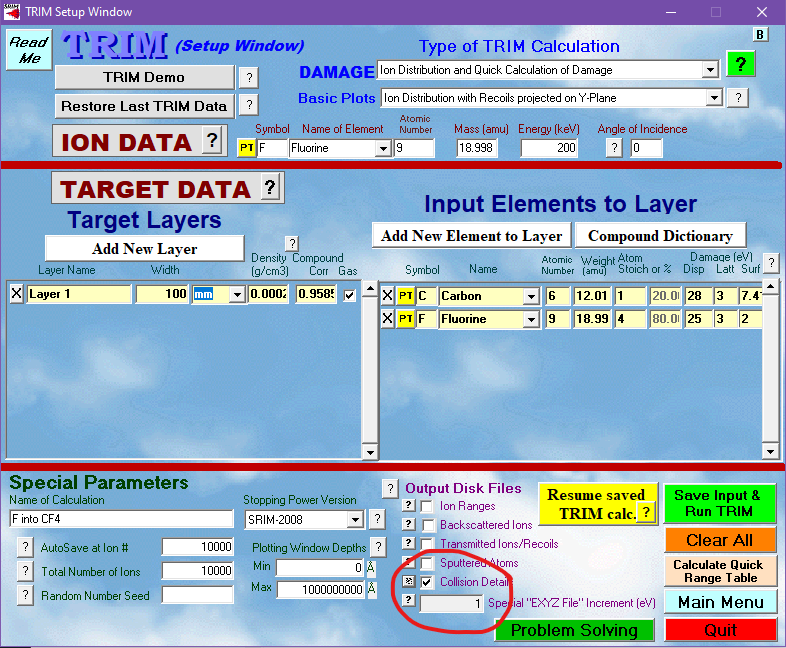 TRIM Setup Window
Read Me
TRIM (Setup Window)
Type of TRIM Calculation
B
TRIM Demo ?
DAMAGE Ion Distribution and Quick Calculation of Damage ?
Restore Last TRIM Data ?
Basic Plots Ion Distribution with Recoils projected on Y-Plane ?
ION DATA ?
Symbol Name of Element Atomic Number Mass (amu) Energy (keV) Angle of Incidence
PT F Fluorine 9 18.998 200 ? 0
TARGET DATA ?
Target Layers
Input Elements to Layer
Add New Layer
?
Add New Element to Layer Compound Dictionary
Layer Name Width Density (g/cm3) Compound Corr Gas
Symbol Name Atomic Number Weight (amu) Atom Stoich or % Damage (eV) Disp Latt Surf ?
X Layer 1 100 mm 0.0002 0.958
X PT C Carbon 6 12.01 1 20.0 28 3 7.4
X PT F Fluorine 9 18.99 4 80.0 25 3 2
Special Parameters
Name of Calculation
F into CF4
Stopping Power Version
SRIM-2008 ?
? AutoSave at Ion # 10000
? Total Number of Ions 10000
? Random Number Seed
Plotting Window Depths ?
Min 0 Å
Max 1000000000 Å
? Output Disk Files
? Ion Ranges
? Backscattered Ions
? Transmitted Ions/Recoils
? Sputtered Atoms
Collision Details
? 1 Special "EXYZ File" Increment (eV)
Resume saved TRIM calc. ?
Save Input & Run TRIM
Clear All
Calculate Quick Range Table
Main Menu
Problem Solving
Quit